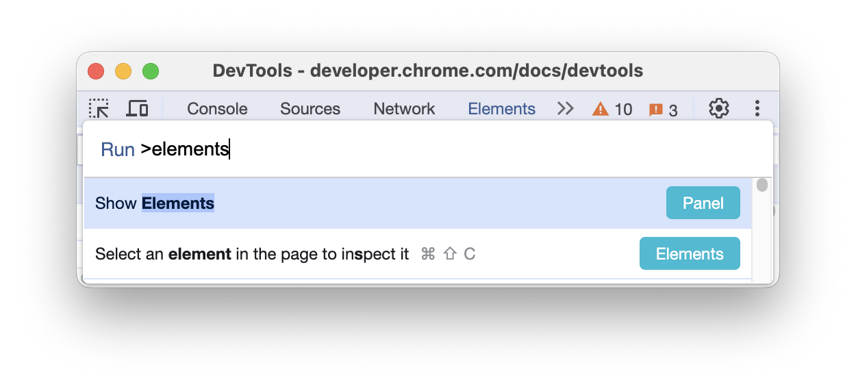 DevTools - developer.chrome.com/docs/devtools
Console Sources Network Elements 10 3
Run >elements
Show Elements Panel
Select an element in the page to inspect it ⌘ ⇧ C Elements